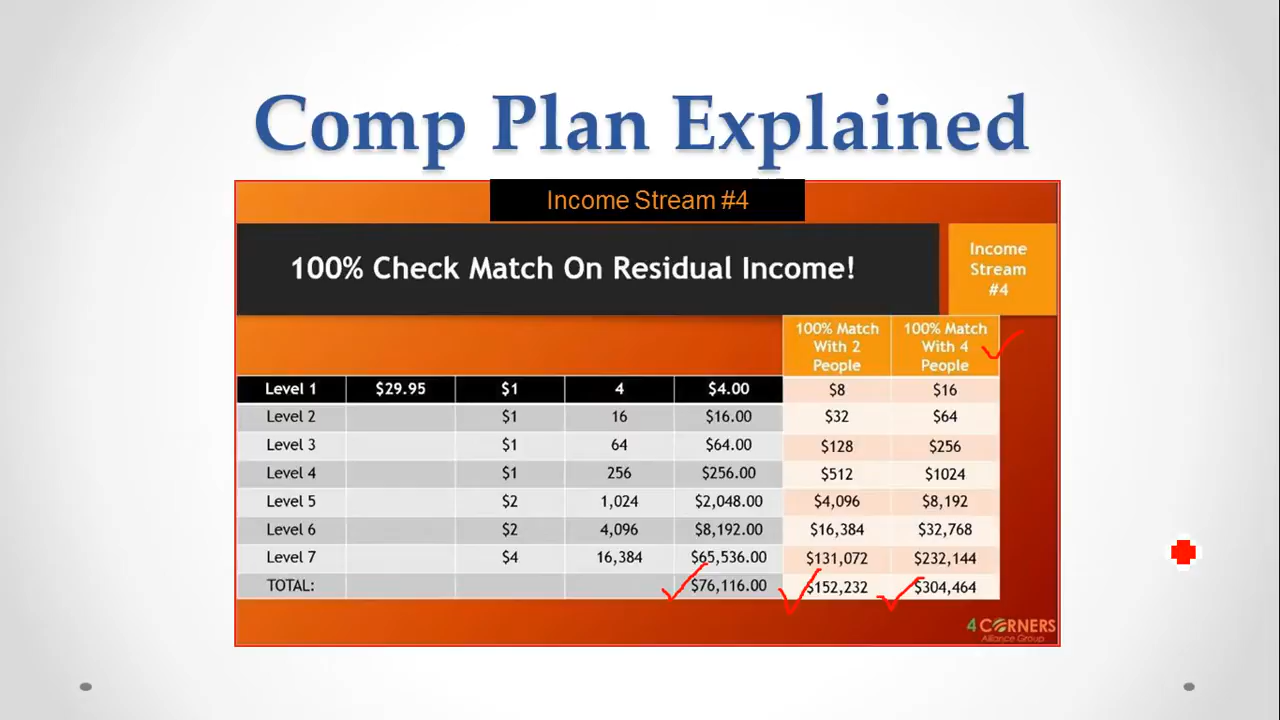 Comp Plan Explained
Income Stream #4
100% Check Match On Residual Income!
Income
Stream
#4
100% Match
With 2
People
100% Match
With 4
People
Level 1 $29.95 $1 4 $4.00 $8 $16
Level 2 $1 16 $16.00 $32 $64
Level 3 $1 64 $64.00 $128 $256
Level 4 $1 256 $256.00 $512 $1024
Level 5 $2 1,024 $2,048.00 $4,096 $8,192
Level 6 $2 4,096 $8,192.00 $16,384 $32,768
Level 7 $4 16,384 $65,536.00 $131,072 $232,144
TOTAL: $76,116.00 $152,232 $304,464
4 CORNERS
Alliance Group